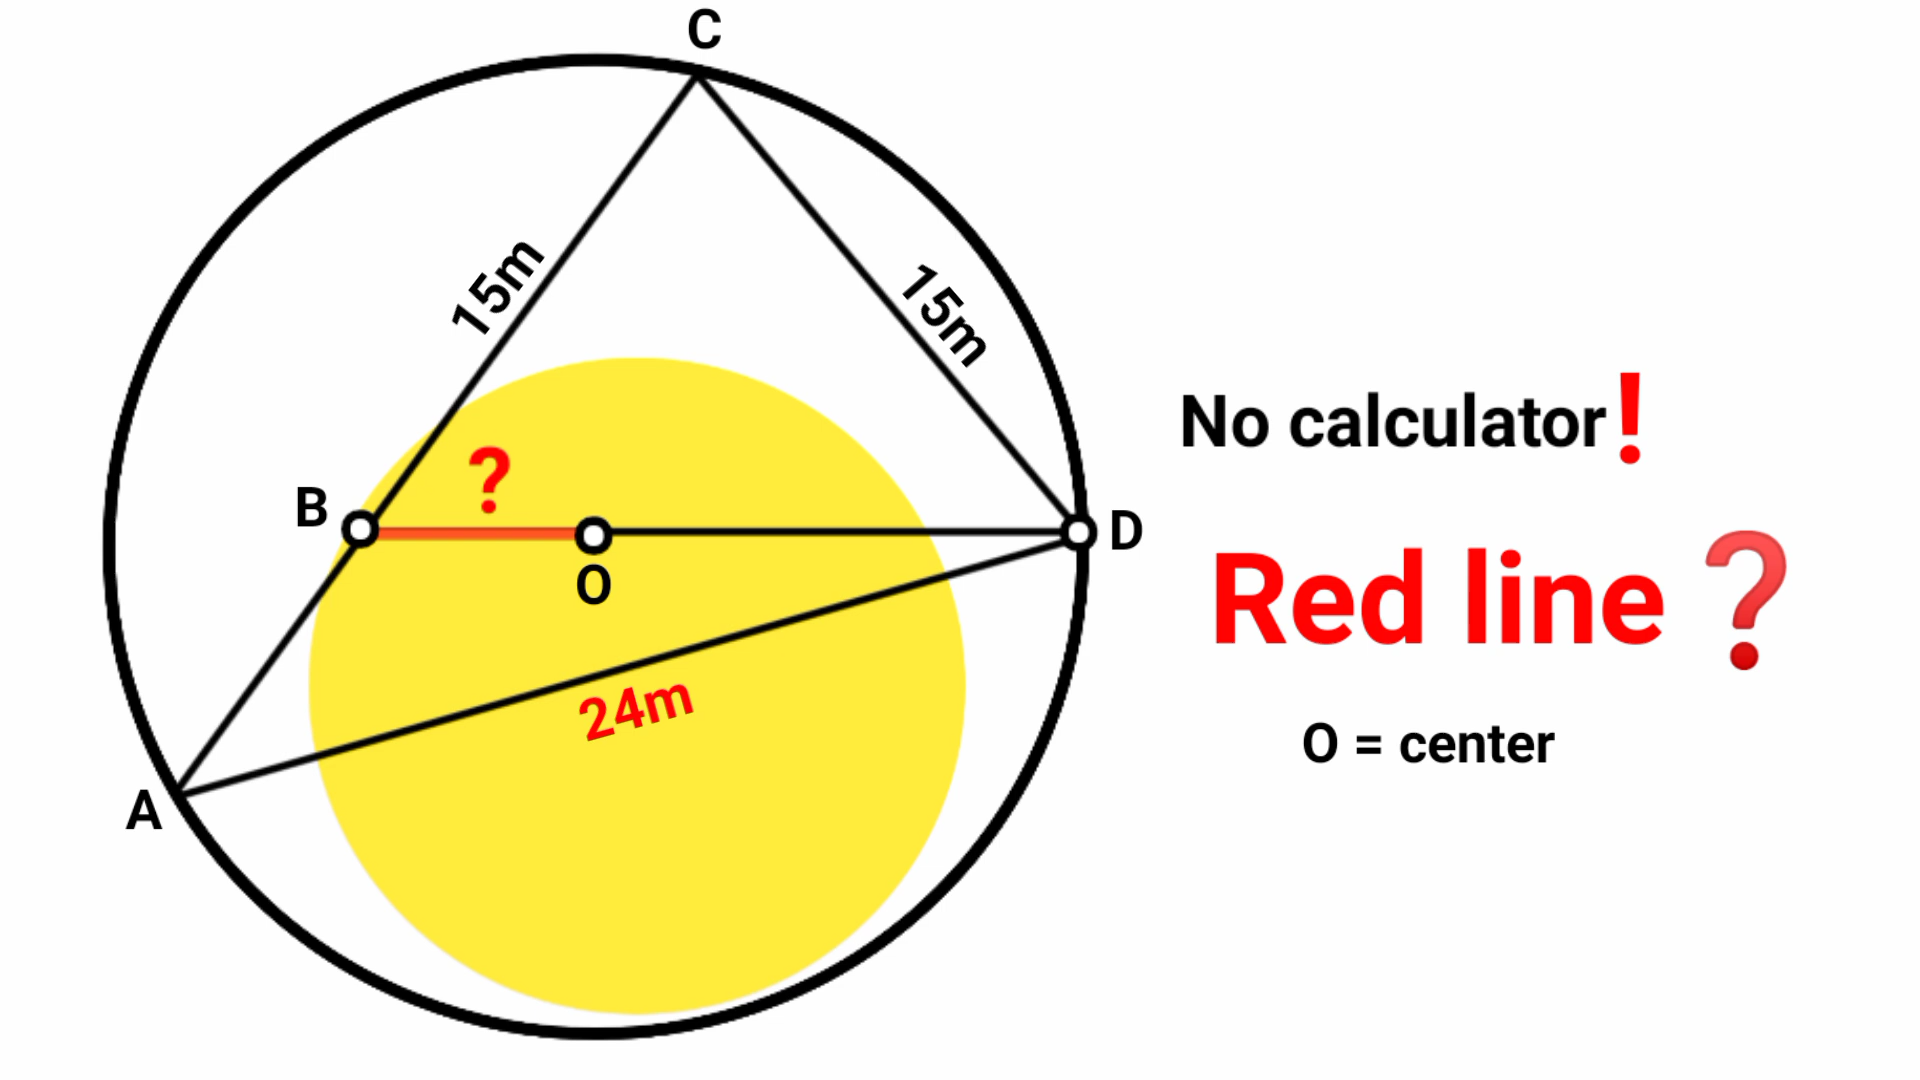 C
15m
15m
No calculator❗
?
B
D
O
Red line❓
24m
O = center
A